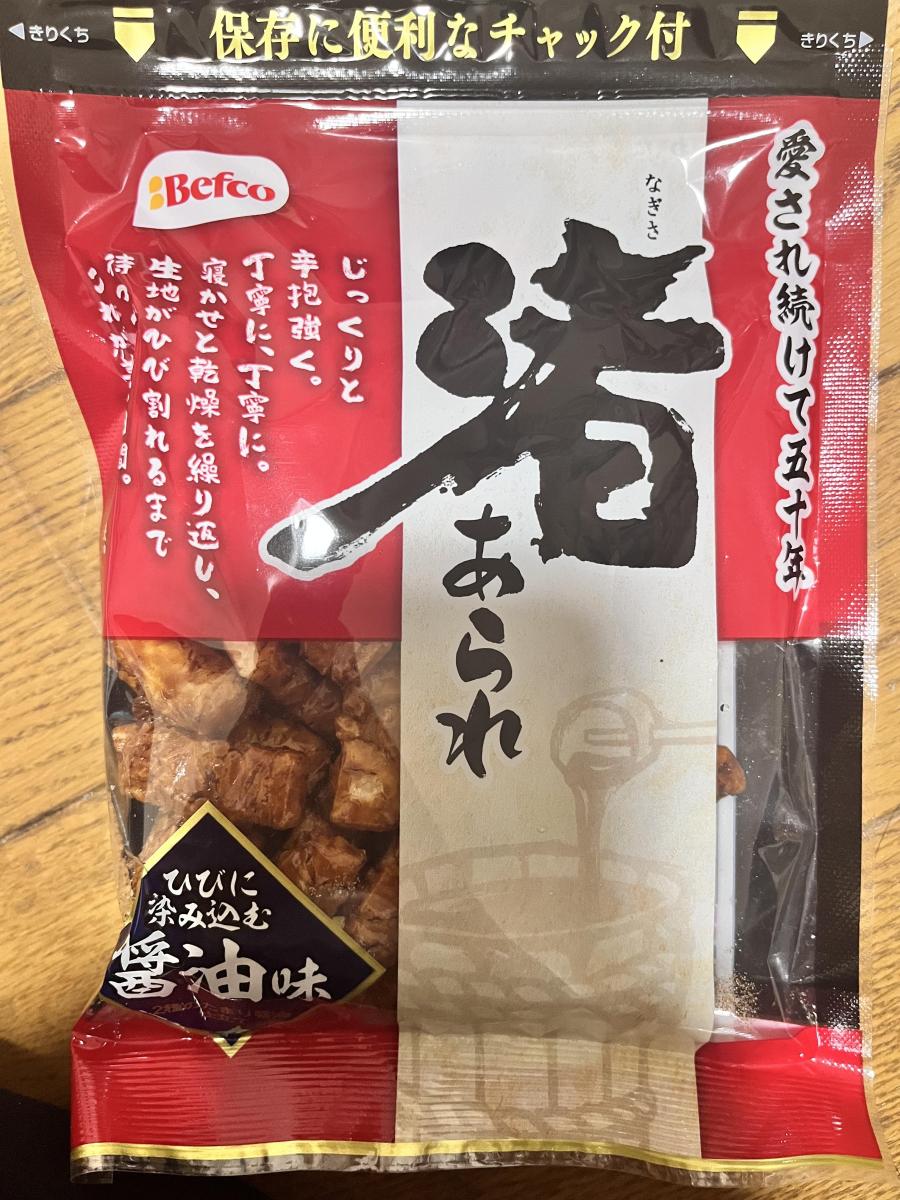 きりくち
保存に便利なチャック付
きりくち
Befco
愛され続けて五十年
なぎさ
渚
あられ
じっくりと
辛抱強く。
丁寧に、丁寧に。
寝かせと乾燥を繰り返し、
生地がひび割れるまで
ひびに
染み込む
醤油味